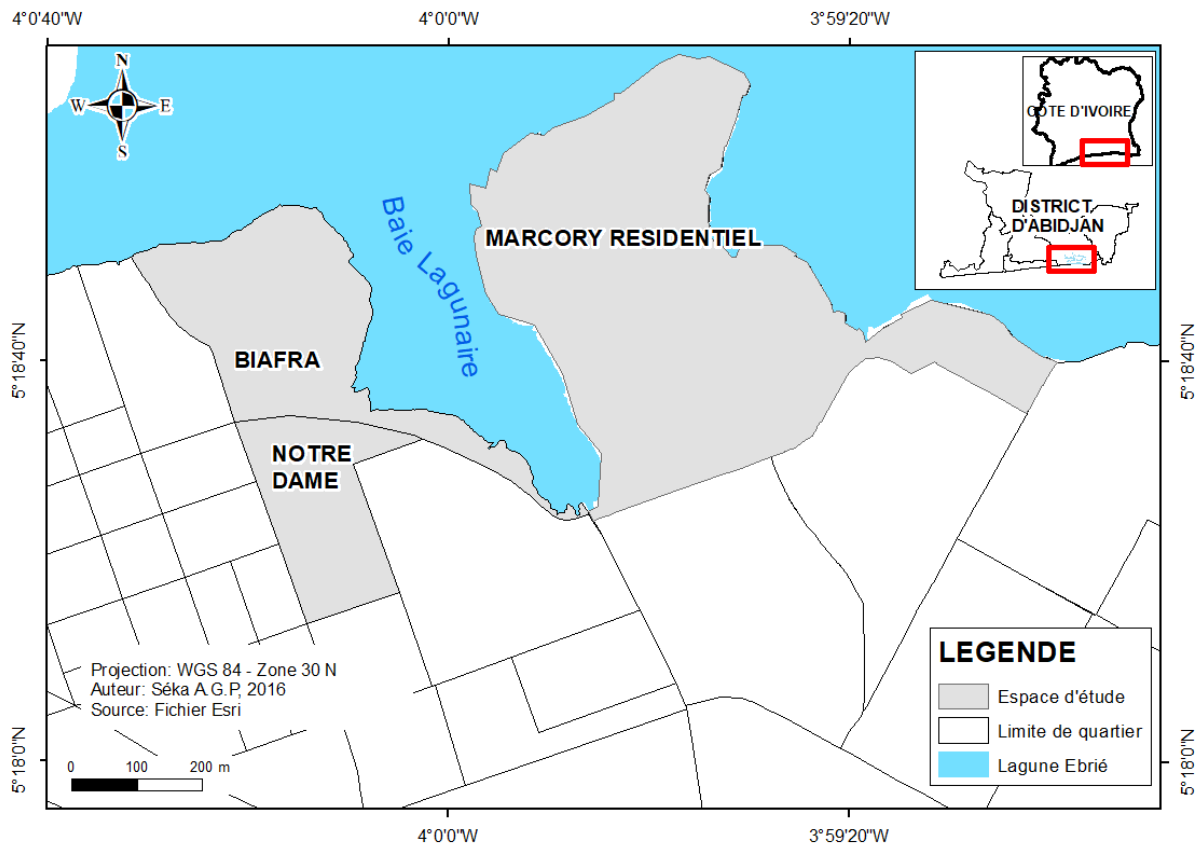 4°0'40"W 4°0'0"W 3°59'20"W
N
W E
S
COTE D'IVOIRE
DISTRICT
D'ABIDJAN
Baie Lagunaire
MARCORY RESIDENTIEL
5°18'40"N 5°18'40"N
BIAFRA
NOTRE
DAME
Projection: WGS 84 - Zone 30 N
Auteur: Séka A.G.P, 2016
Source: Fichier Esri
0 100 200 m
LEGENDE
Espace d'étude
Limite de quartier
Lagune Ebrié
5°18'0"N 5°18'0"N
4°0'0"W 3°59'20"W